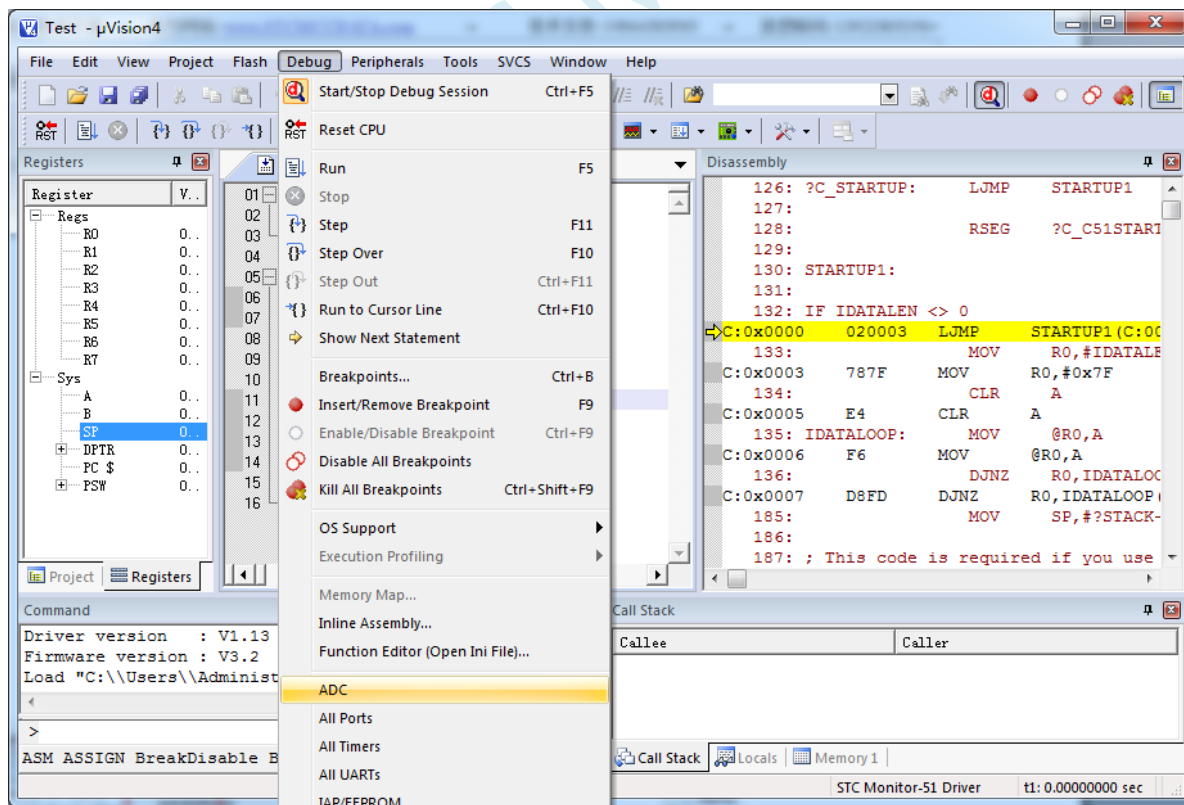 Test - µVision4
File Edit View Project Flash Debug Peripherals Tools SVCS Window Help
Start/Stop Debug Session Ctrl+F5
Reset CPU
Run F5
Stop
Step F11
Step Over F10
Step Out Ctrl+F11
Run to Cursor Line Ctrl+F10
Show Next Statement
Breakpoints... Ctrl+B
Insert/Remove Breakpoint F9
Enable/Disable Breakpoint Ctrl+F9
Disable All Breakpoints
Kill All Breakpoints Ctrl+Shift+F9
OS Support
Execution Profiling
Memory Map...
Inline Assembly...
Function Editor (Open Ini File)...
ADC
All Ports
All Timers
All UARTs
IAP/EEPROM
RST
RST
Registers
Register V..
Regs
R0 0..
R1 0..
R2 0..
R3 0..
R4 0..
R5 0..
R6 0..
R7 0..
Sys
A 0..
B 0..
SP 0..
DPTR 0..
PC $ 0..
PSW 0..
Project Registers
01
02
03
04
05
06
07
08
09
10
11
12
13
14
15
16
Disassembly
126: ?C_STARTUP: LJMP STARTUP1
127:
128: RSEG ?C_C51START
129:
130: STARTUP1:
131:
132: IF IDATALEN <> 0
C:0x0000 020003 LJMP STARTUP1(C:00
133: MOV R0,#IDATALE
C:0x0003 787F MOV R0,#0x7F
134: CLR A
C:0x0005 E4 CLR A
135: IDATALOOP: MOV @R0,A
C:0x0006 F6 MOV @R0,A
136: DJNZ R0,IDATALOO
C:0x0007 D8FD DJNZ R0,IDATALOOP(
185: MOV SP,#?STACK-
186:
187: ; This code is required if you use
Command
Driver version : V1.13
Firmware version : V3.2
Load "C:\\Users\\Administ
>
ASM ASSIGN BreakDisable B
Call Stack
Callee Caller
Call Stack Locals Memory 1
STC Monitor-51 Driver t1: 0.00000000 sec